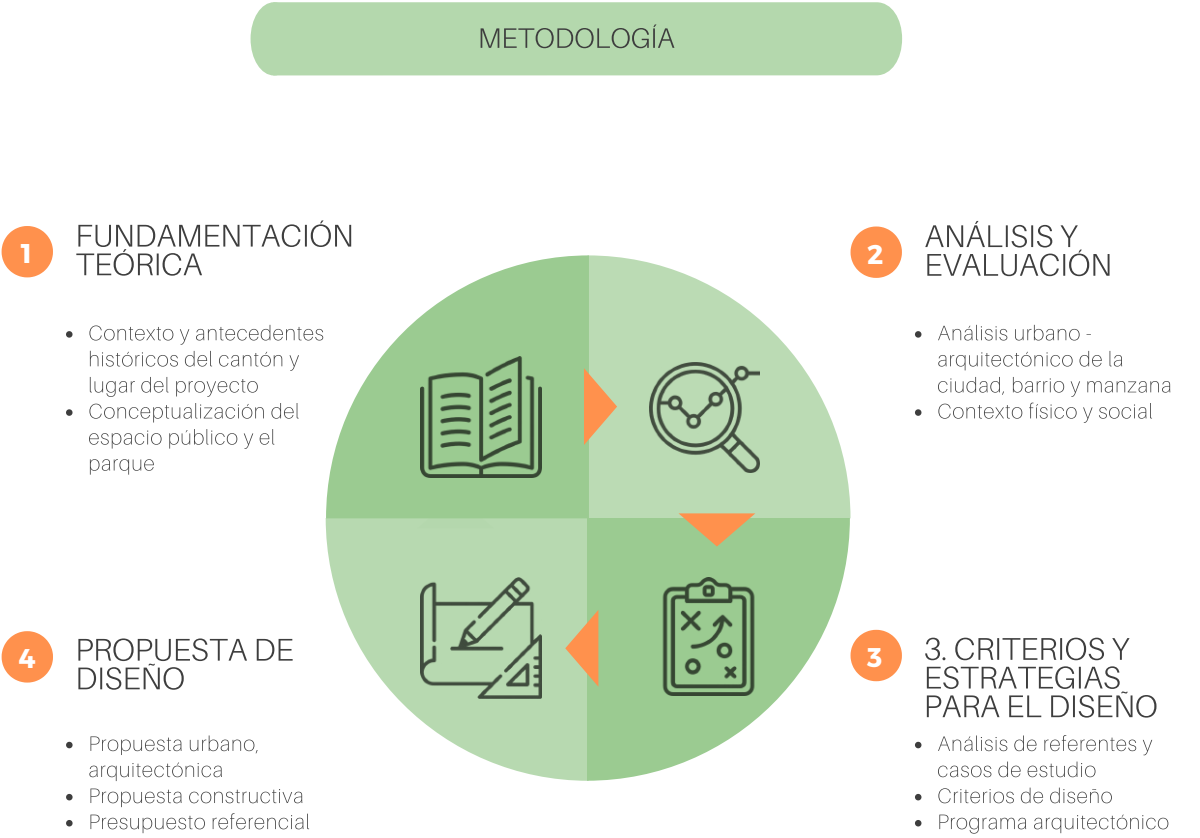 METODOLOGÍA
1
FUNDAMENTACIÓN
TEÓRICA
• Contexto y antecedentes
históricos del cantón y
lugar del proyecto
• Conceptualización del
espacio público y el
parque
2
ANÁLISIS Y
EVALUACIÓN
• Análisis urbano -
arquitectónico de la
ciudad, barrio y manzana
• Contexto físico y social
3
3. CRITERIOS Y
ESTRATEGIAS
PARA EL DISEÑO
• Análisis de referentes y
casos de estudio
• Criterios de diseño
• Programa arquitectónico
4
PROPUESTA DE
DISEÑO
• Propuesta urbano,
arquitectónica
• Propuesta constructiva
• Presupuesto referencial